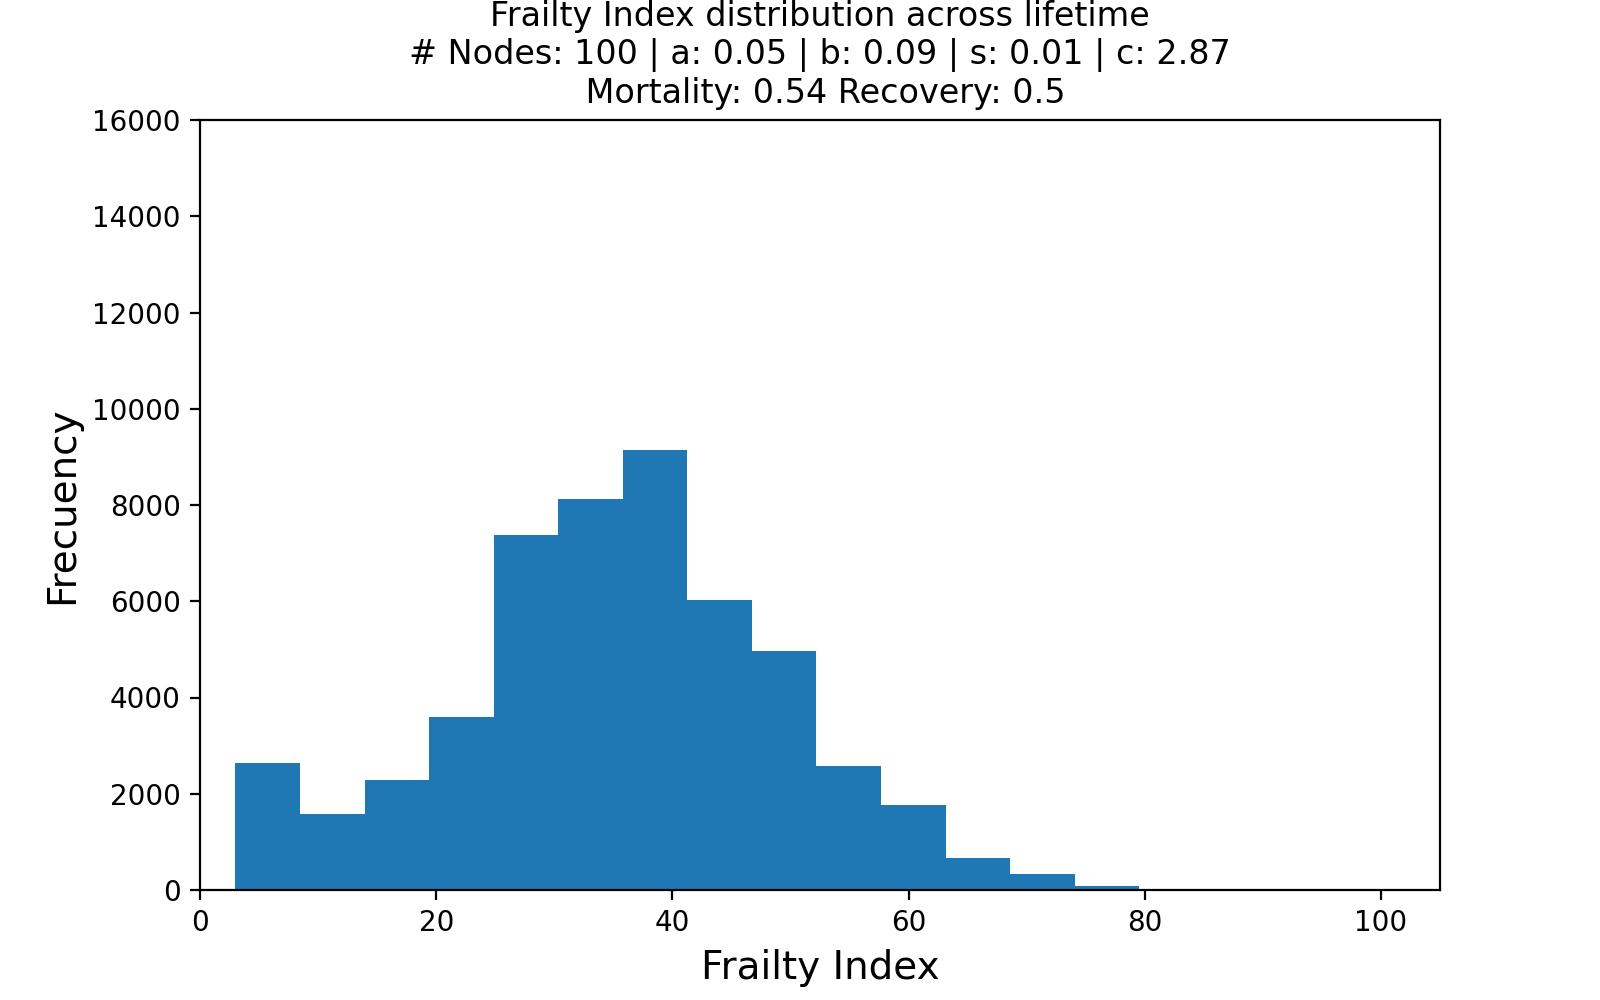 Frailty Index distribution across lifetime
# Nodes: 100 | a: 0.05 | b: 0.09 | s: 0.01 | c: 2.87
Mortality: 0.54 Recovery: 0.5
16000
14000
12000
10000
8000
6000
4000
2000
0
Frecuency
0 20 40 60 80 100
Frailty Index